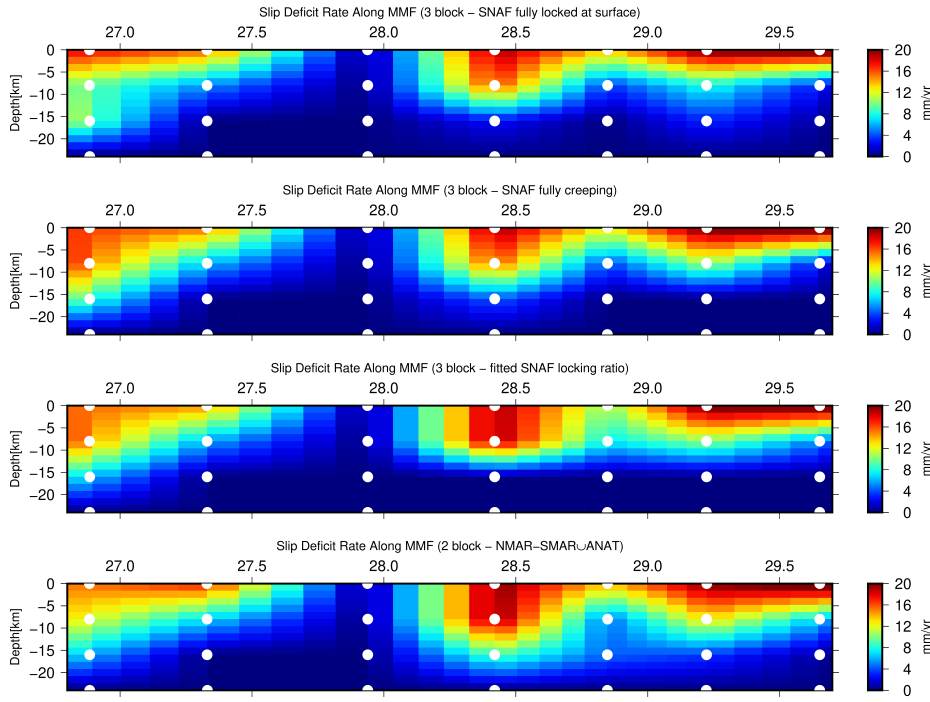 Slip Deficit Rate Along MMF (3 block − SNAF fully locked at surface)
27.0 27.5 28.0 28.5 29.0 29.5
0
−5
−10
−15
−20
Depth[km]
20
16
12
8
4
0
mm/yr
Slip Deficit Rate Along MMF (3 block − SNAF fully creeping)
27.0 27.5 28.0 28.5 29.0 29.5
0
−5
−10
−15
−20
Depth[km]
20
16
12
8
4
0
mm/yr
Slip Deficit Rate Along MMF (3 block − fitted SNAF locking ratio)
27.0 27.5 28.0 28.5 29.0 29.5
0
−5
−10
−15
−20
Depth[km]
20
16
12
8
4
0
mm/yr
Slip Deficit Rate Along MMF (2 block − NMAR−SMAR∪ANAT)
27.0 27.5 28.0 28.5 29.0 29.5
0
−5
−10
−15
−20
Depth[km]
20
16
12
8
4
0
mm/yr